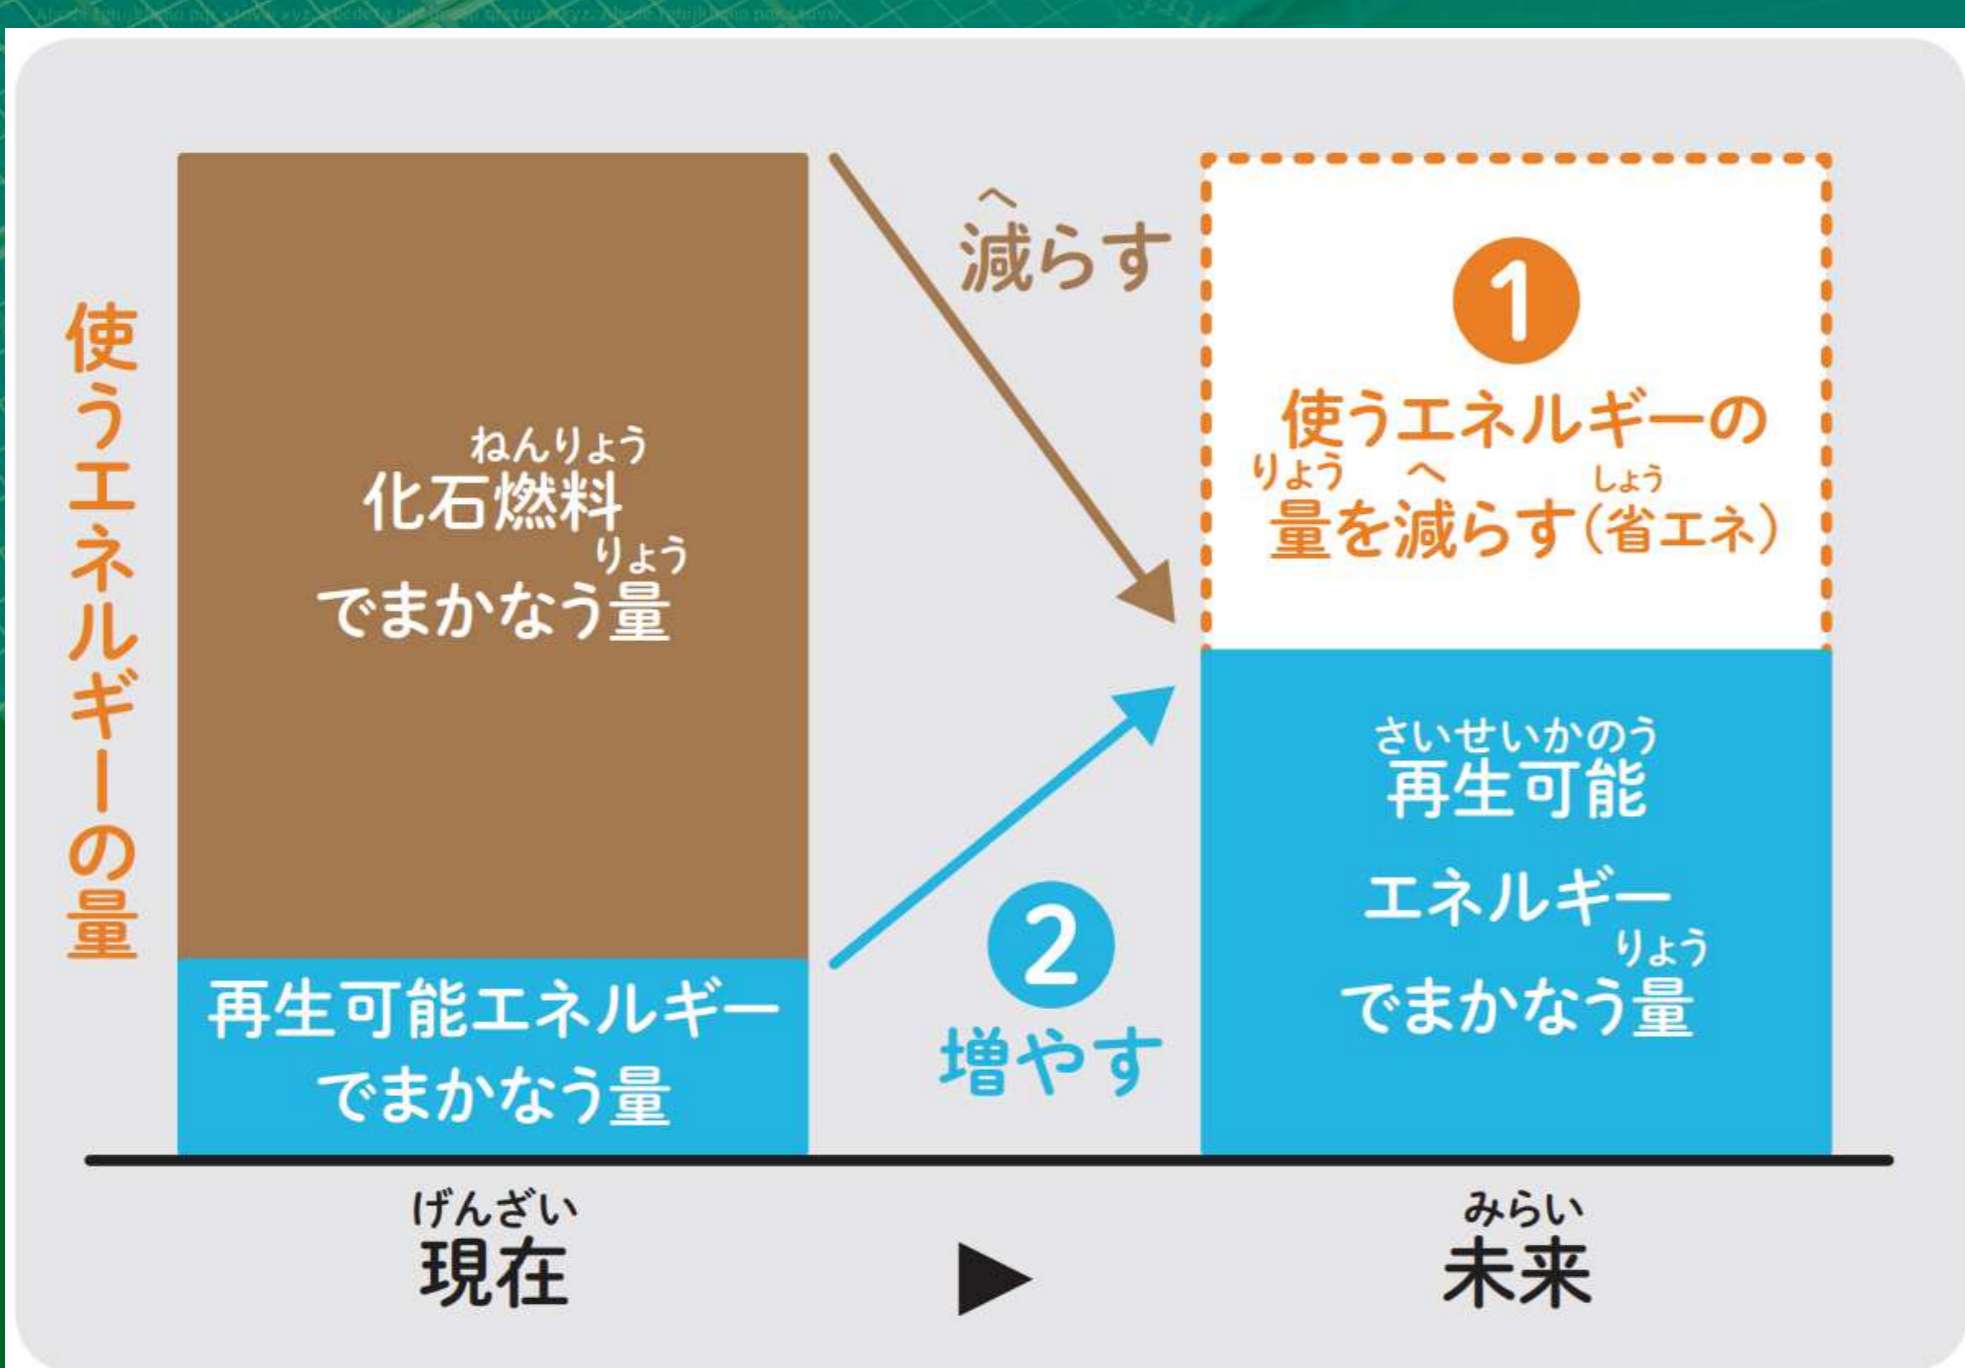 使うエネルギーの量
ねんりょう
化石燃料
りょう
でまかなう量
再生可能エネルギー
でまかなう量
へ
減らす
2
増やす
1
使うエネルギーの
りょう へ しょう
量を減らす(省エネ)
さいせいかのう
再生可能
エネルギー
りょう
でまかなう量
げんざい
現在
みらい
未来